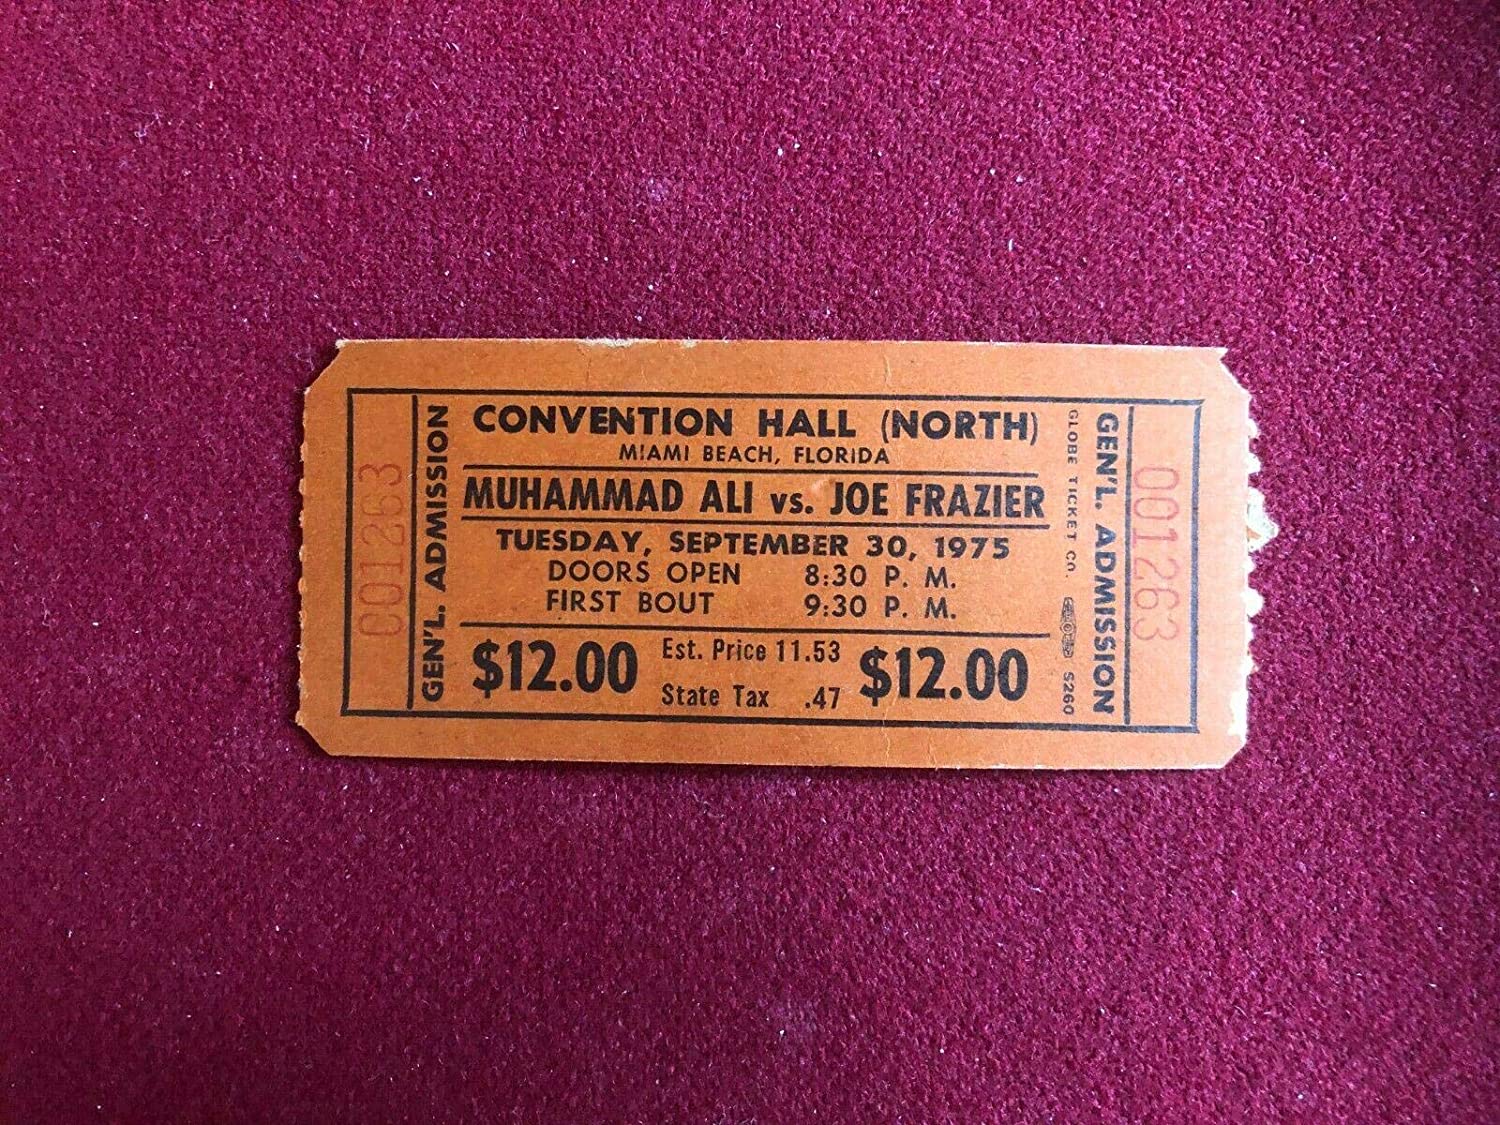 CONVENTION HALL (NORTH)
MIAMI BEACH, FLORIDA
MUHAMMAD ALI vs. JOE FRAZIER
TUESDAY, SEPTEMBER 30, 1975
DOORS OPEN 8:30 P. M.
FIRST BOUT 9:30 P. M.
$12.00 Est. Price 11.53 $12.00
State Tax .47
001263
GEN'L. ADMISSION
GLOBE TICKET CO. 5260
GEN'L. ADMISSION
001263